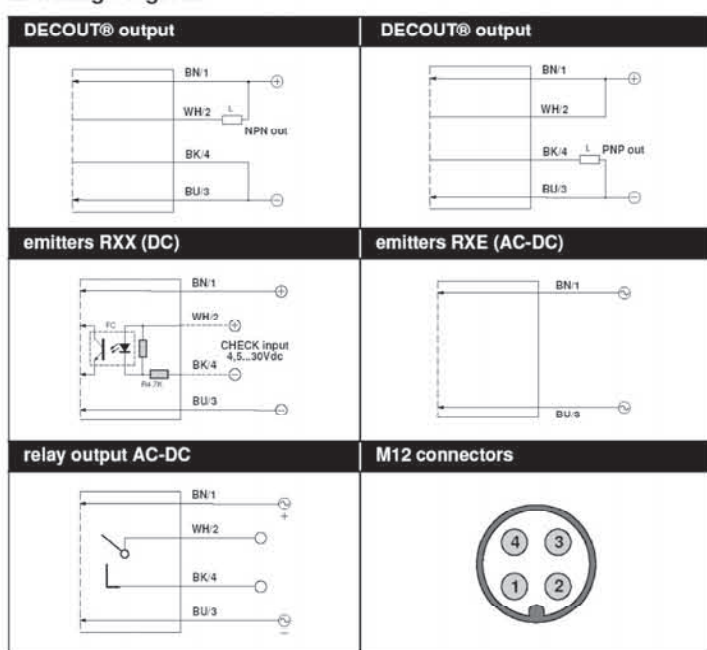 DECOUT® output
DECOUT® output
BN/1
WH/2
L
NPN out
BK/4
BU/3
BN/1
WH/2
BK/4
L
PNP out
BU/3
emitters RXX (DC)
emitters RXE (AC-DC)
BN/1
WH/2
FC
CHECK input
4,5...30Vdc
BK/4
BU/3
BN/1
BU/3
relay output AC-DC
M12 connectors
BN/1
+
WH/2
BK/4
BU/3
−
4
3
1
2